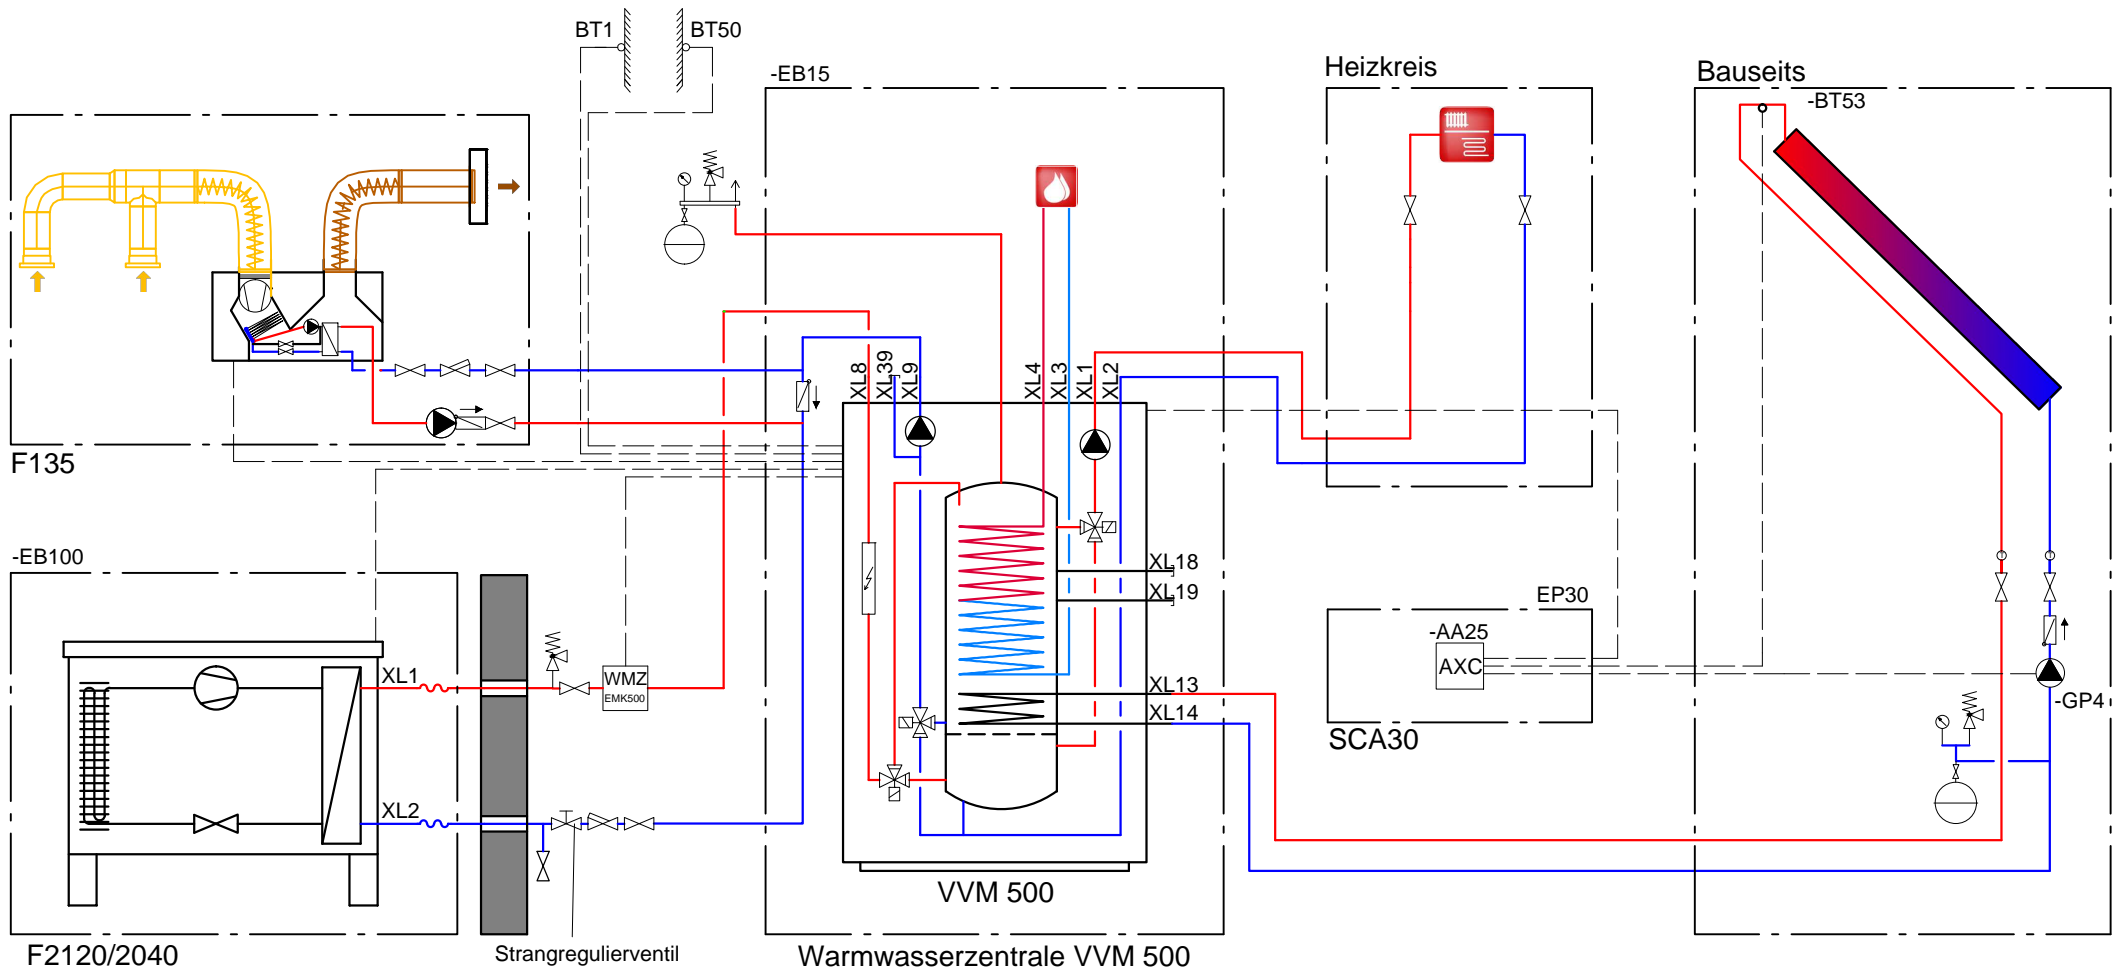 BT1
BT50
-EB15
Heizkreis
Bauseits
-BT53
F135
XL8
XL39
XL9
XL4
XL3
XL1
XL2
-EB100
XL18
XL19
EP30
-AA25
AXC
XL1
WMZ
EMK500
XL13
XL14
-GP4
SCA30
XL2
VVM 500
F2120/2040
Strangregulierventil
Warmwasserzentrale VVM 500